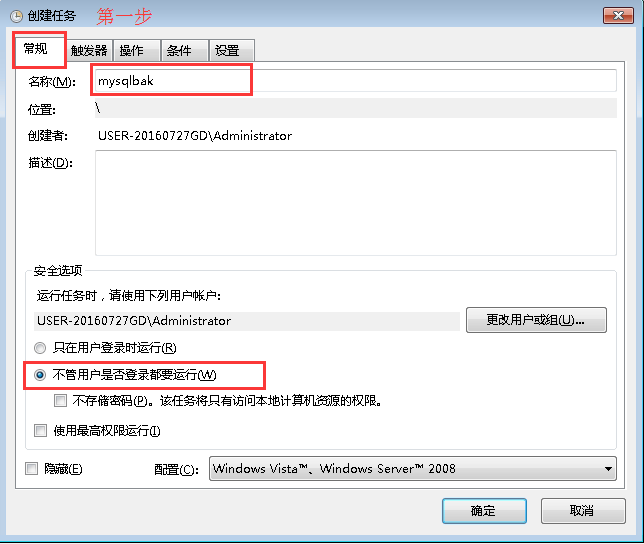 创建任务 第一步
常规 触发器 操作 条件 设置
名称(M): mysqlbak
位置: \
创建者: USER-20160727GD\Administrator
描述(D):
安全选项
运行任务时，请使用下列用户帐户:
USER-20160727GD\Administrator 更改用户或组(U)...
只在用户登录时运行(R)
不管用户是否登录都要运行(W)
不存储密码(P)。该任务将只有访问本地计算机资源的权限。
使用最高权限运行(I)
隐藏(E) 配置(C): Windows Vista™、Windows Server™ 2008
确定 取消